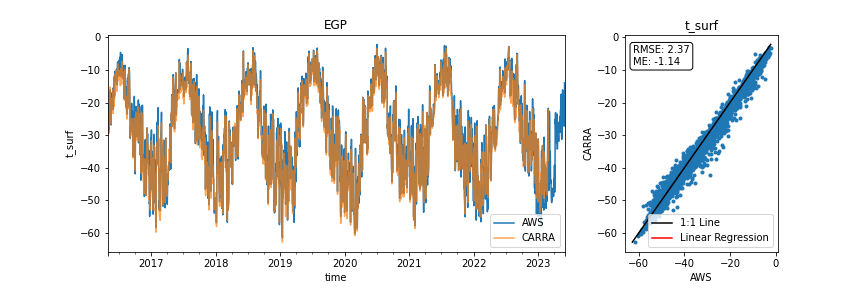 EGP
t_surf
0
−10
−20
−30
−40
−50
−60
t_surf
2017
2018
2019
2020
2021
2022
2023
time
AWS
CARRA
RMSE: 2.37
ME: -1.14
0
−10
−20
−30
−40
−50
−60
CARRA
−60
−40
−20
0
AWS
1:1 Line
Linear Regression